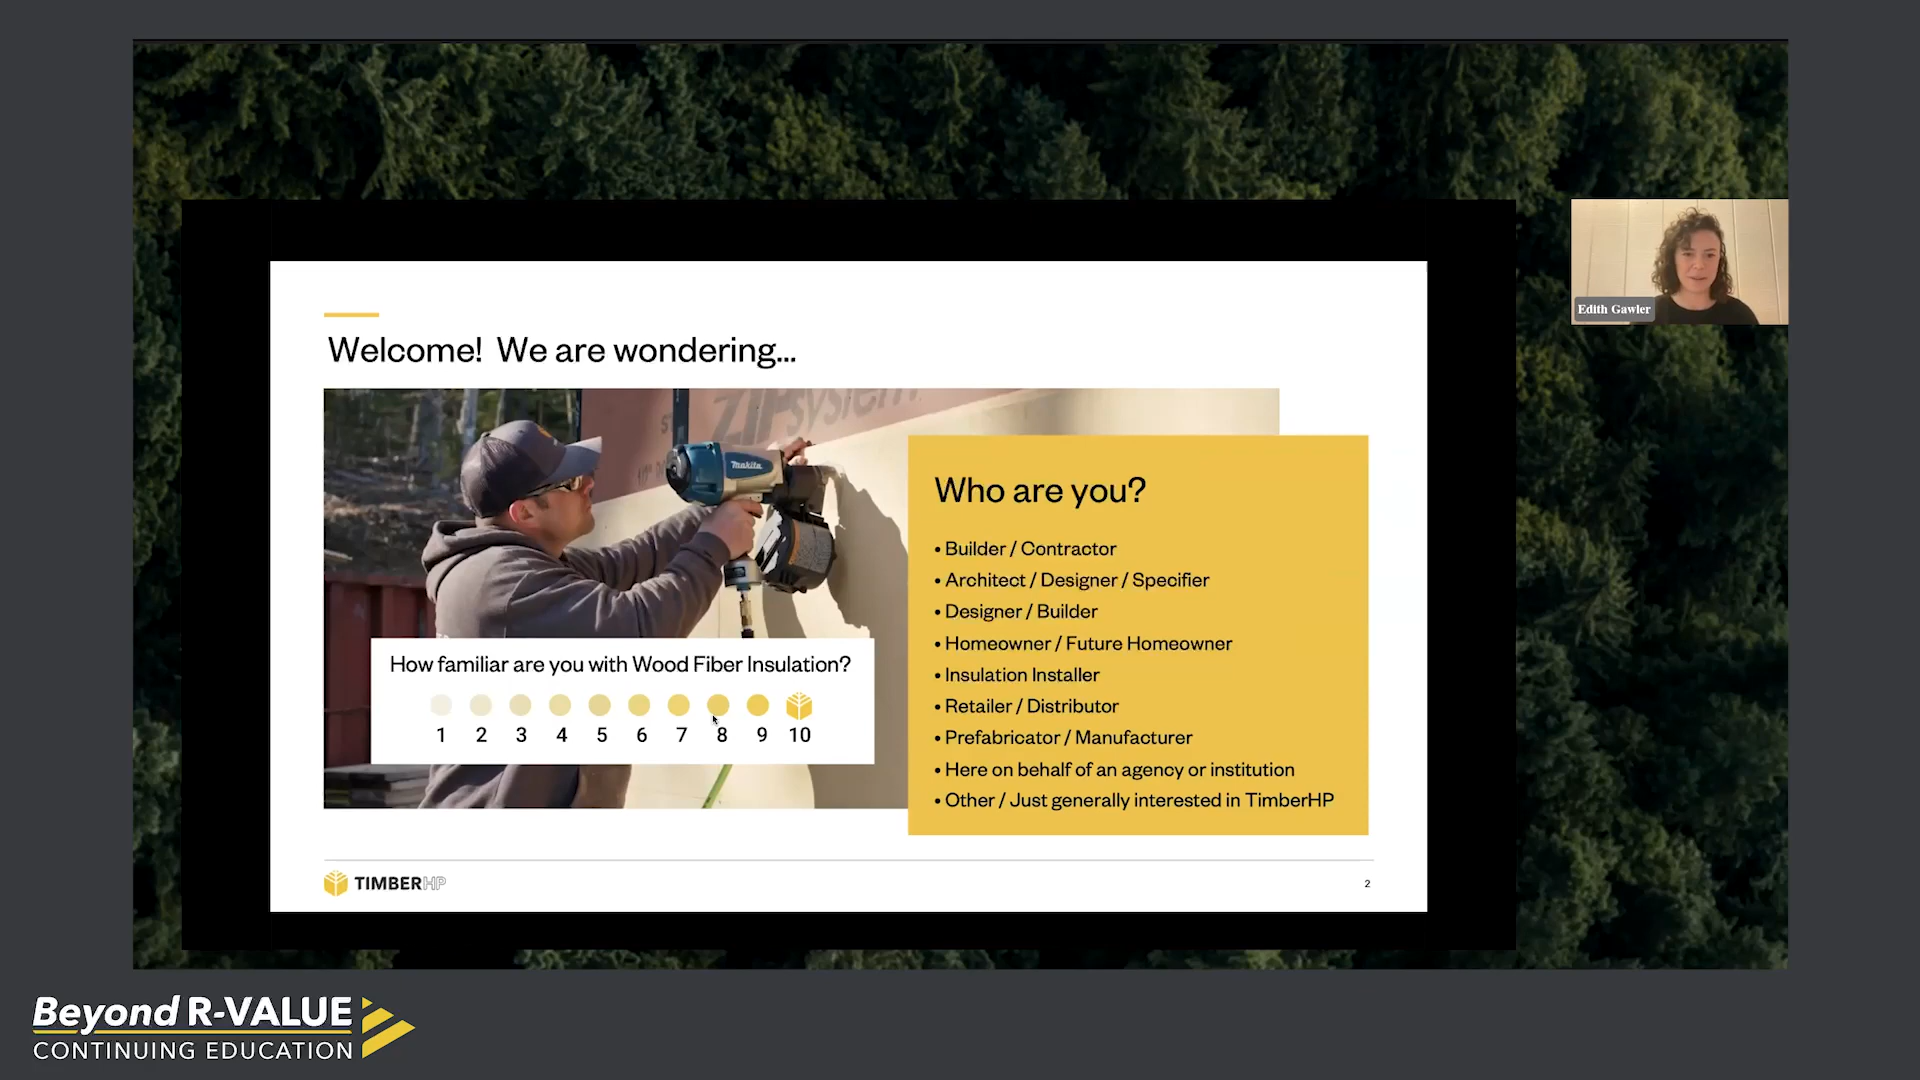 Edith Gawler
Welcome! We are wondering...
ZIPsystem
makita
How familiar are you with Wood Fiber Insulation?
1 2 3 4 5 6 7 8 9 10
Who are you?
• Builder / Contractor
• Architect / Designer / Specifier
• Designer / Builder
• Homeowner / Future Homeowner
• Insulation Installer
• Retailer / Distributor
• Prefabricator / Manufacturer
• Here on behalf of an agency or institution
• Other / Just generally interested in TimberHP
TIMBERHP
2
Beyond R-VALUE
CONTINUING EDUCATION